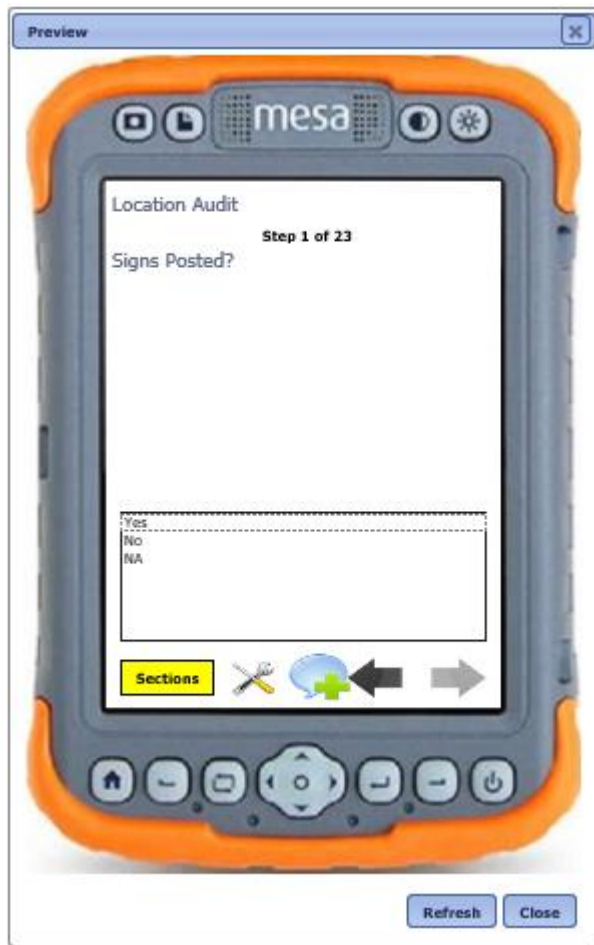 Preview
mesa
Location Audit
Step 1 of 23
Signs Posted?
Yes
No
NA
Sections
Refresh Close